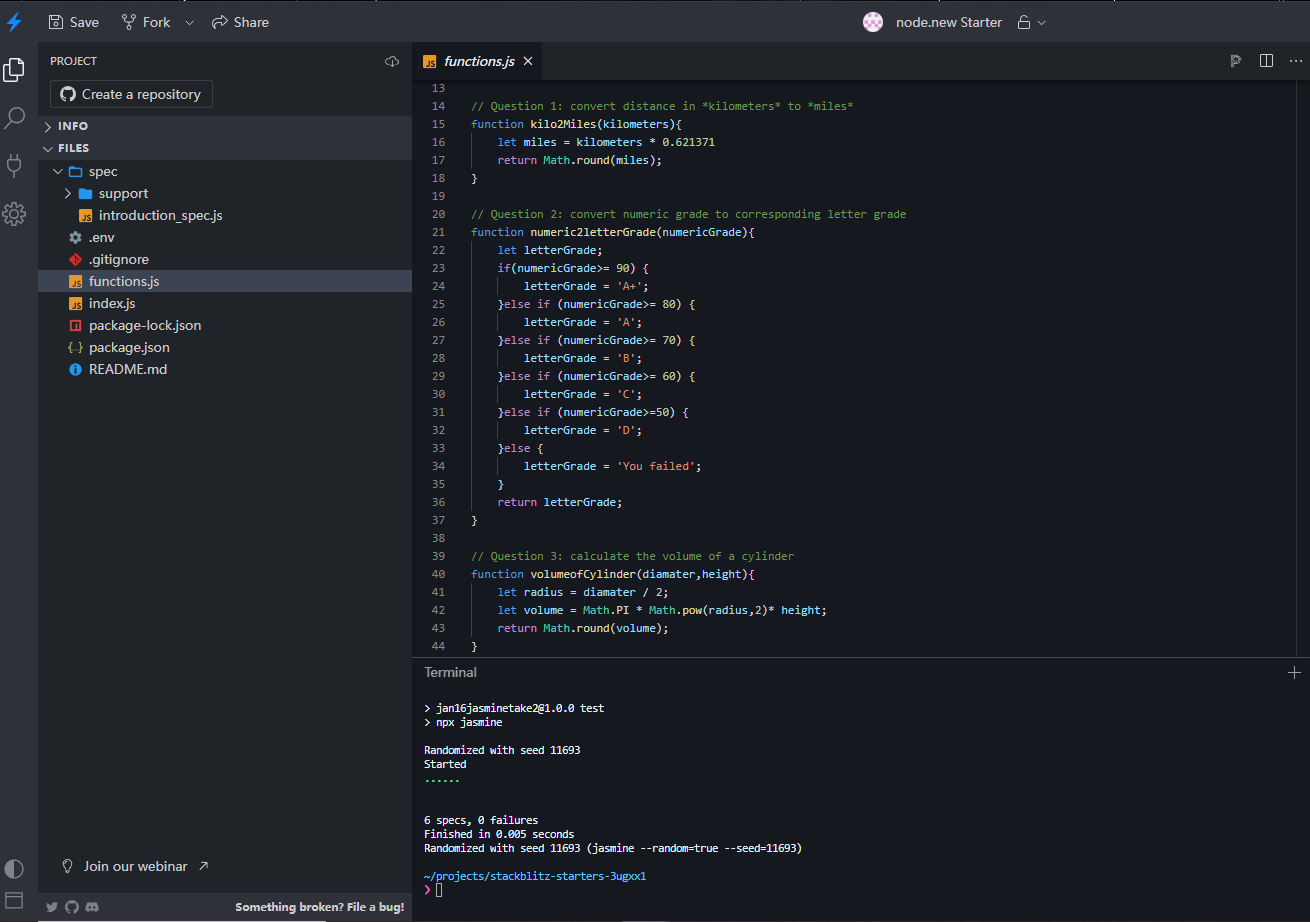 Save Fork Share node.new Starter
PROJECT
Create a repository
INFO
FILES
spec
support
JS introduction_spec.js
.env
.gitignore
JS functions.js
JS index.js
package-lock.json
{..} package.json
README.md
Join our webinar ↗
Something broken? File a bug!
JS functions.js ×
13
14 // Question 1: convert distance in *kilometers* to *miles*
15 function kilo2Miles(kilometers){
16 let miles = kilometers * 0.621371
17 return Math.round(miles);
18 }
19
20 // Question 2: convert numeric grade to corresponding letter grade
21 function numeric2letterGrade(numericGrade){
22 let letterGrade;
23 if(numericGrade>= 90) {
24 letterGrade = 'A+';
25 }else if (numericGrade>= 80) {
26 letterGrade = 'A';
27 }else if (numericGrade>= 70) {
28 letterGrade = 'B';
29 }else if (numericGrade>= 60) {
30 letterGrade = 'C';
31 }else if (numericGrade>=50) {
32 letterGrade = 'D';
33 }else {
34 letterGrade = 'You failed';
35 }
36 return letterGrade;
37 }
38
39 // Question 3: calculate the volume of a cylinder
40 function volumeofCylinder(diamater,height){
41 let radius = diamater / 2;
42 let volume = Math.PI * Math.pow(radius,2)* height;
43 return Math.round(volume);
44 }
Terminal
> jan16jasminetake2@1.0.0 test
> npx jasmine
Randomized with seed 11693
Started
......
6 specs, 0 failures
Finished in 0.005 seconds
Randomized with seed 11693 (jasmine --random=true --seed=11693)
~/projects/stackblitz-starters-3ugxx1
❯